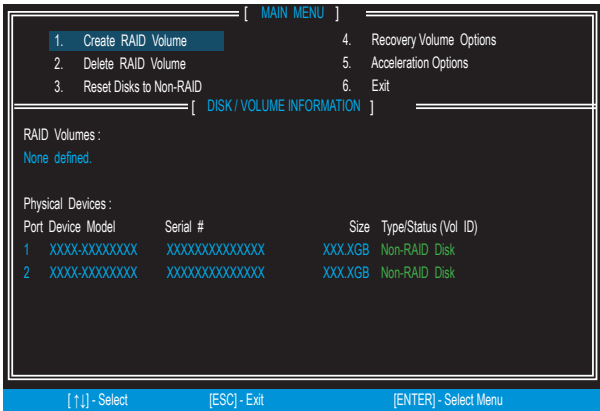 [ MAIN MENU ]
1. Create RAID Volume 4. Recovery Volume Options
2. Delete RAID Volume 5. Acceleration Options
3. Reset Disks to Non-RAID 6. Exit
[ DISK / VOLUME INFORMATION ]
RAID Volumes :
None defined.
Physical Devices :
Port Device Model Serial # Size Type/Status (Vol ID)
1 XXXX-XXXXXXXX XXXXXXXXXXXXXX XXX.XGB Non-RAID Disk
2 XXXX-XXXXXXXX XXXXXXXXXXXXXX XXX.XGB Non-RAID Disk
[ ↑↓] - Select [ESC] - Exit [ENTER] - Select Menu